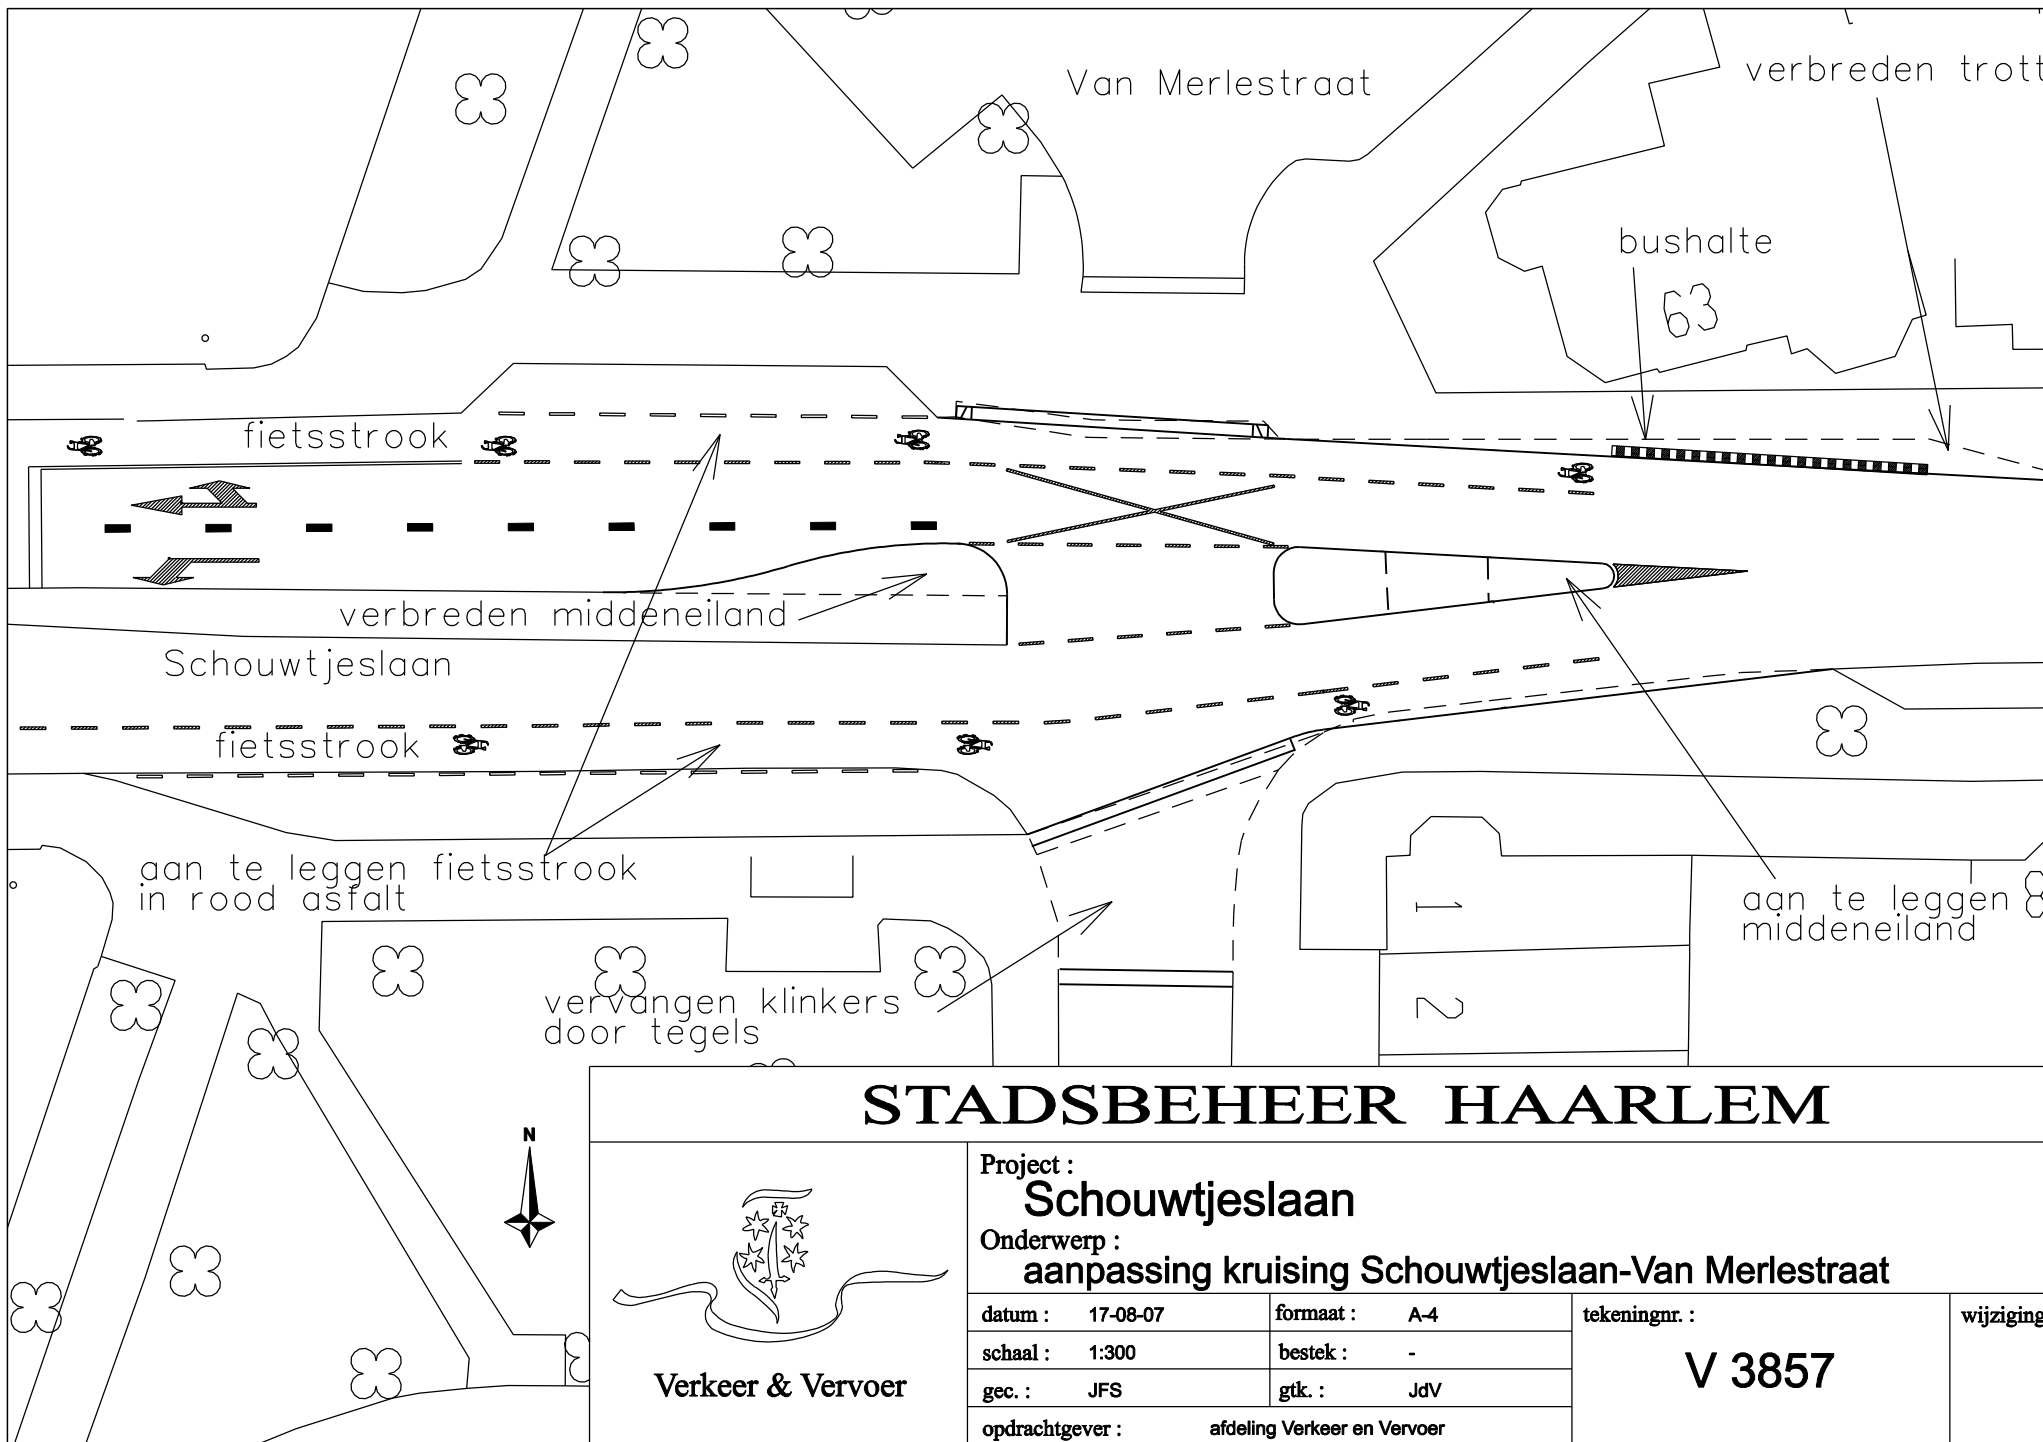 Van Merlestraat
verbreden trott
bushalte
63
fietsstrook
verbreden middeneiland
Schouwtjeslaan
fietsstrook
aan te leggen fietsstrook
in rood asfalt
1
aan te leggen
middeneiland
2
vervangen klinkers
door tegels
N
STADSBEHEER HAARLEM
Verkeer & Vervoer
Project :
Schouwtjeslaan
Onderwerp :
aanpassing kruising Schouwtjeslaan-Van Merlestraat
datum : 17-08-07
formaat : A-4
schaal : 1:300
bestek : -
gec. : JFS
gtk. : JdV
opdrachtgever : afdeling Verkeer en Vervoer
tekeningnr. :
V 3857
wijziging